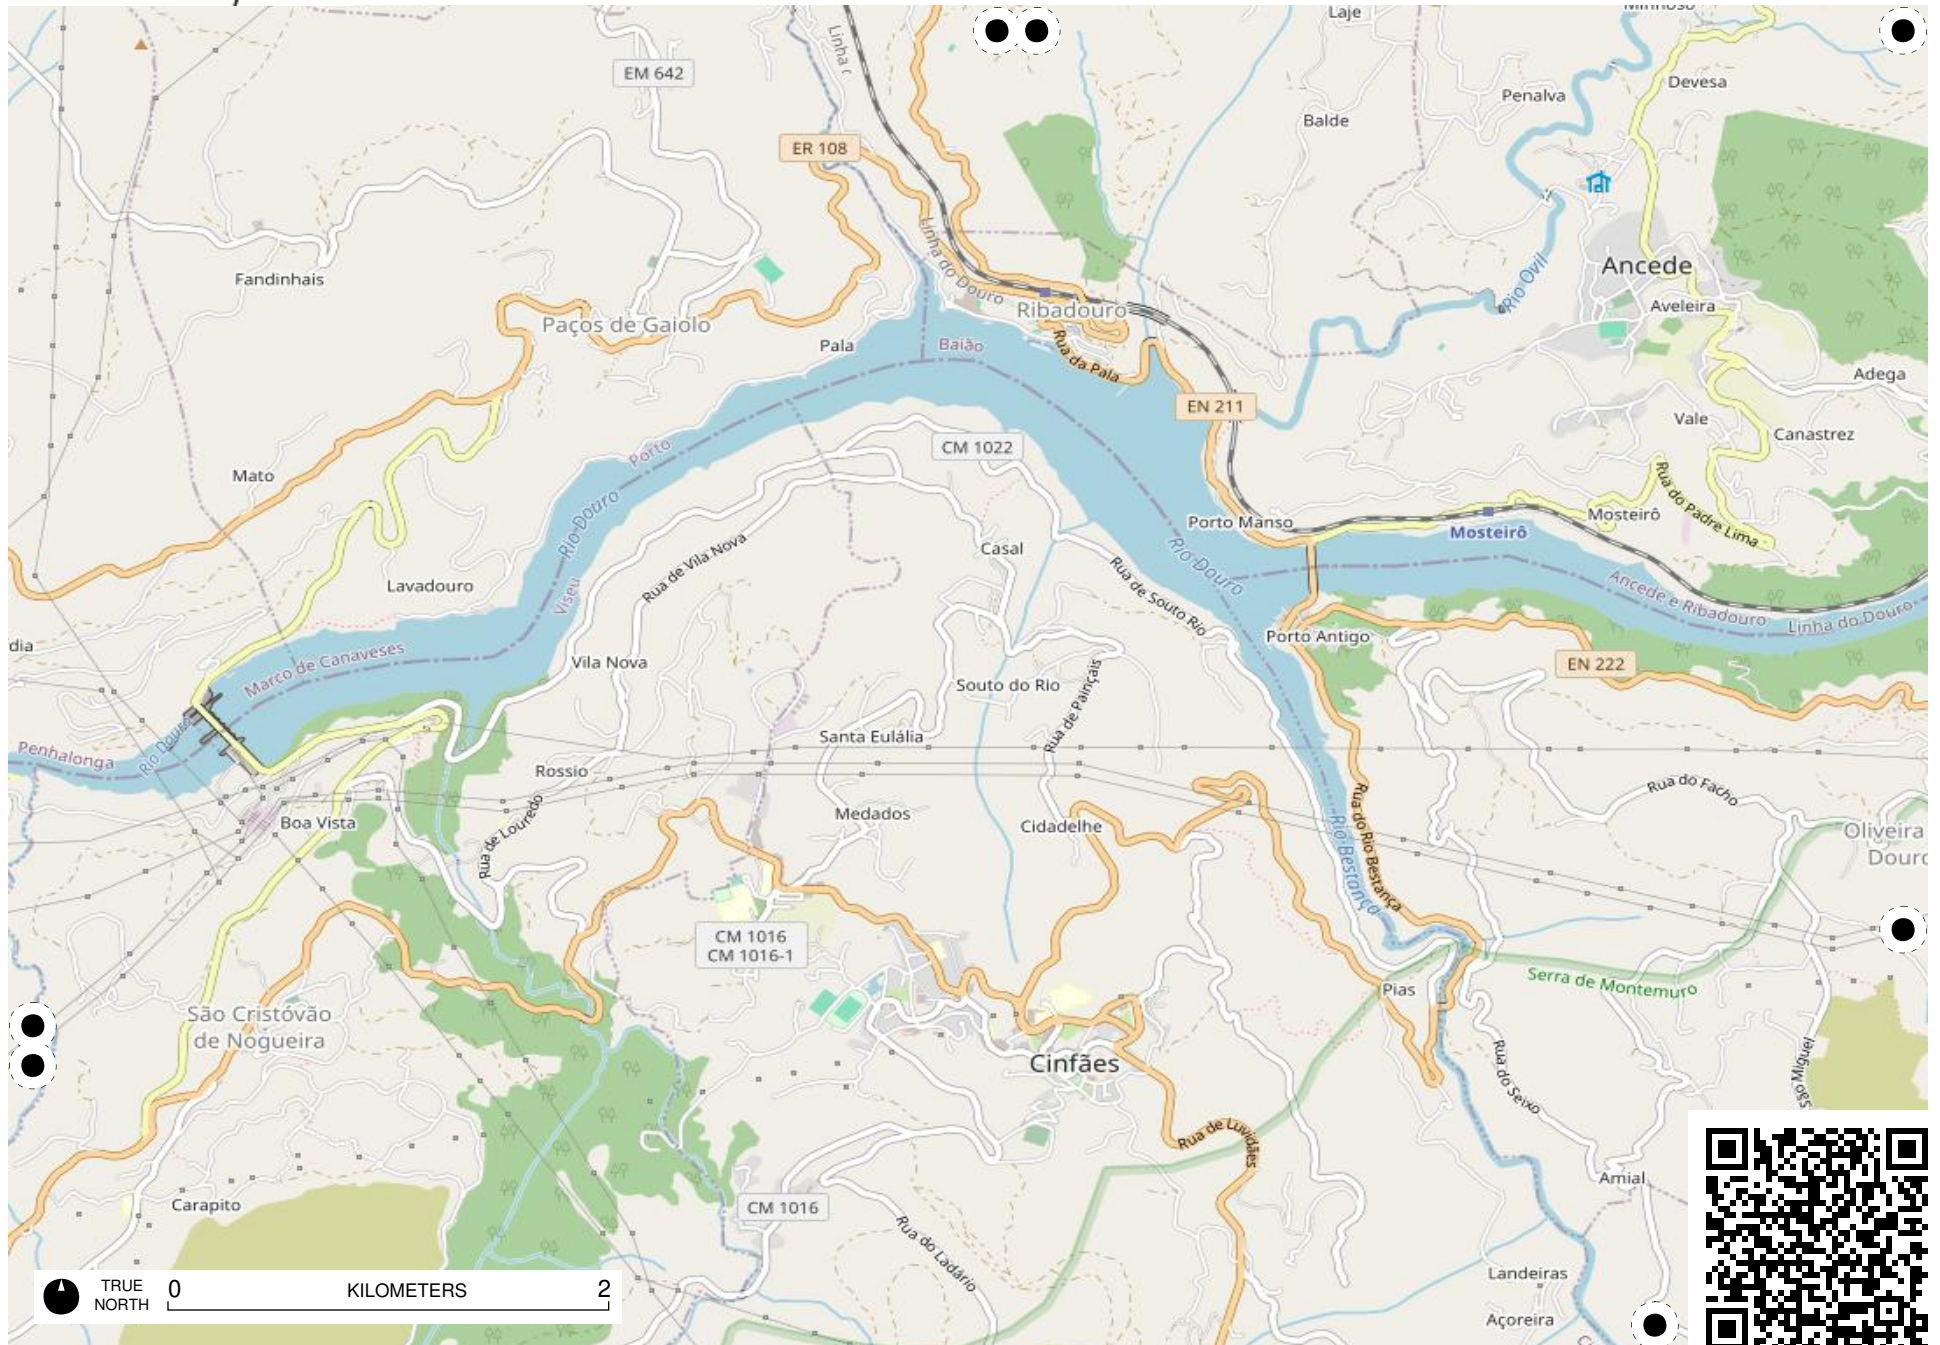 Laje
Minhoso
EM 642
Devesa
Penalva
Balde
ER 108
Linha do Douro
Rio Ovil
Ancede
Aveleira
Fandinhais
Paços de Gaiolo
Ribadouro
Pala
Baião
Rua da Pala
Adega
EN 211
Vale
Canastrez
Porto
CM 1022
Mato
Rua do Padre Lima
Rio Douro
Porto Manso
Mosteirô
Mosteirô
Casal
Rua de Vila Nova
Rio Douro
Lavadouro
Viseu
Rua de Souto Rio
Ancede e Ribadouro
Linha do Douro
dia
Porto Antigo
EN 222
Marco de Canaveses
Vila Nova
Souto do Rio
Rua de Painçais
Rio Douro
Penhalonga
Santa Eulália
Rossio
Rua do Facho
Boa Vista
Rua de Louredo
Medados
Cidadelhe
Rio Bestança
Rua do Rio Bestança
Oliveira
Douro
CM 1016
CM 1016-1
Serra de Montemuro
Pias
São Cristóvão
de Nogueira
Cinfães
Rua do Seixo
São Miguel
Rua de Luvidães
Amial
Carapito
CM 1016
Rua do Ladário
Landeiras
Açoreira
TRUE
NORTH
0
KILOMETERS
2